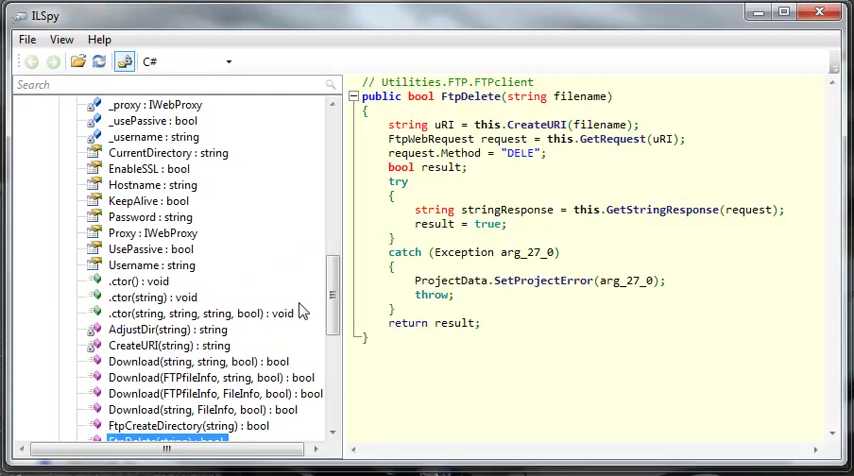 ILSpy
File View Help
C#
Search
_proxy : IWebProxy
_usePassive : bool
_username : string
CurrentDirectory : string
EnableSSL : bool
Hostname : string
KeepAlive : bool
Password : string
Proxy : IWebProxy
UsePassive : bool
Username : string
.ctor() : void
.ctor(string) : void
.ctor(string, string, string, bool) : void
AdjustDir(string) : string
CreateURI(string) : string
Download(string, string, bool) : bool
Download(FTPfileInfo, string, bool) : bool
Download(FTPfileInfo, FileInfo, bool) : bool
Download(string, FileInfo, bool) : bool
FtpCreateDirectory(string) : bool
FtpDelete(string) : bool
// Utilities.FTP.FTPclient
public bool FtpDelete(string filename)
{
string uRI = this.CreateURI(filename);
FtpWebRequest request = this.GetRequest(uRI);
request.Method = "DELE";
bool result;
try
{
string stringResponse = this.GetStringResponse(request);
result = true;
}
catch (Exception arg_27_0)
{
ProjectData.SetProjectError(arg_27_0);
throw;
}
return result;
}